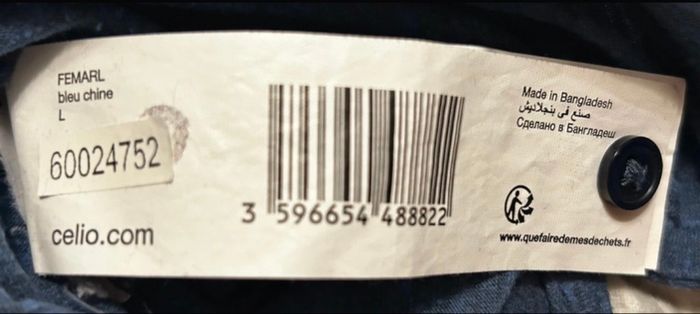 FEMARL
bleu chine
L
60024752
celio.com
3 596654 488822
Made in Bangladesh
صنع في بنجلاديش
Сделано в Бангладеш
www.quefairedemesdechets.fr